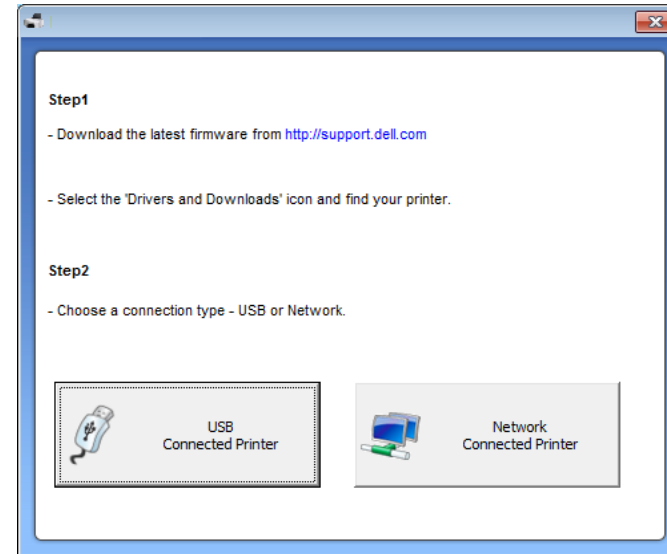 Step1
- Download the latest firmware from http://support.dell.com
- Select the 'Drivers and Downloads' icon and find your printer.
Step2
- Choose a connection type - USB or Network.
USB
Connected Printer
Network
Connected Printer